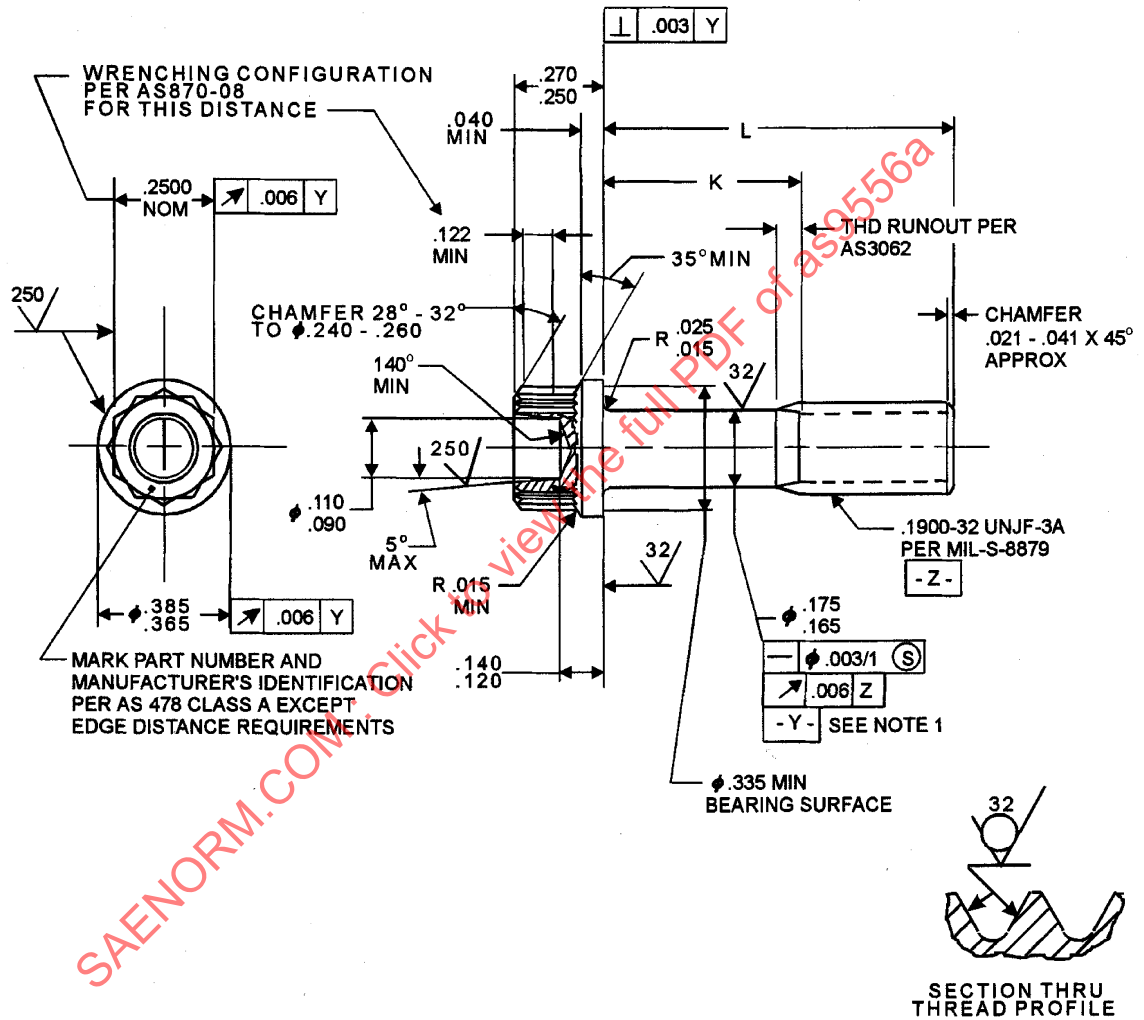 ⊥ .003 Y
WRENCHING CONFIGURATION
PER AS870-08
FOR THIS DISTANCE
.270
.250
.040
MIN
L
K
.2500
NOM
↗ .006 Y
.122
MIN
35° MIN
THD RUNOUT PER
AS3062
250
CHAMFER 28° - 32°
TO ⌀.240 - .260
R .025
.015
CHAMFER
.021 - .041 X 45°
APPROX
140°
MIN
32
250
⌀ .110
.090
5°
MAX
.1900-32 UNJF-3A
PER MIL-S-8879
- Z -
R .015
MIN
32
⌀ .385
.365
↗ .006 Y
⌀ .175
.165
— ⌀ .003/1 Ⓢ
↗ .006 Z
- Y - SEE NOTE 1
MARK PART NUMBER AND
MANUFACTURER'S IDENTIFICATION
PER AS 478 CLASS A EXCEPT
EDGE DISTANCE REQUIREMENTS
.140
.120
⌀ .335 MIN
BEARING SURFACE
32
SECTION THRU
THREAD PROFILE
SAENORM.COM : Click to view the full PDF of as9556a